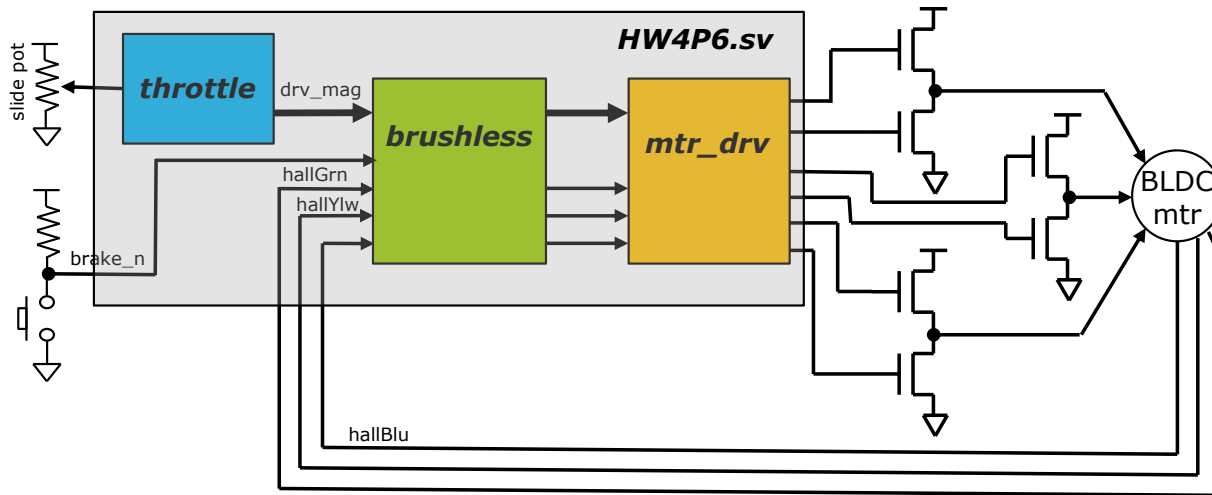 HW4P6.sv
slide pot
throttle
drv_mag
brushless
mtr_drv
hallGrn
hallYlw
BLDC
mtr
brake_n
hallBlu